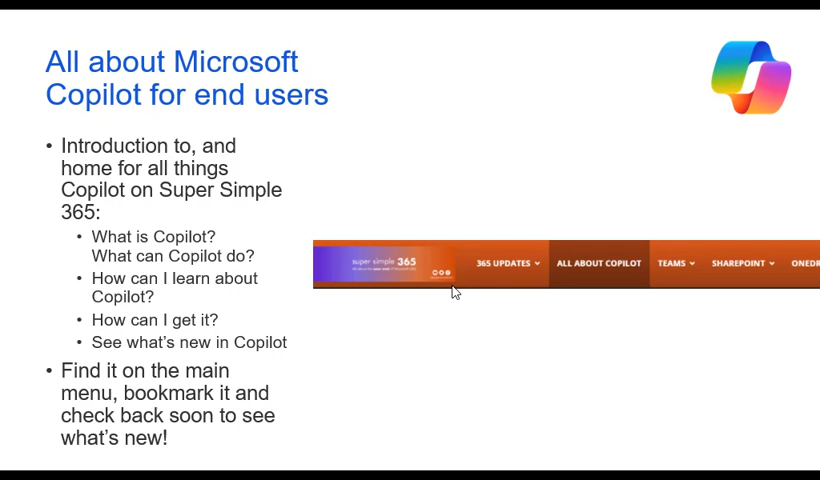 All about Microsoft
Copilot for end users
• Introduction to, and
home for all things
Copilot on Super Simple
365:
• What is Copilot?
What can Copilot do?
• How can I learn about
Copilot?
• How can I get it?
• See what's new in Copilot
• Find it on the main
menu, bookmark it and
check back soon to see
what's new!
super simple 365
365 UPDATES ALL ABOUT COPILOT TEAMS SHAREPOINT ONEDR